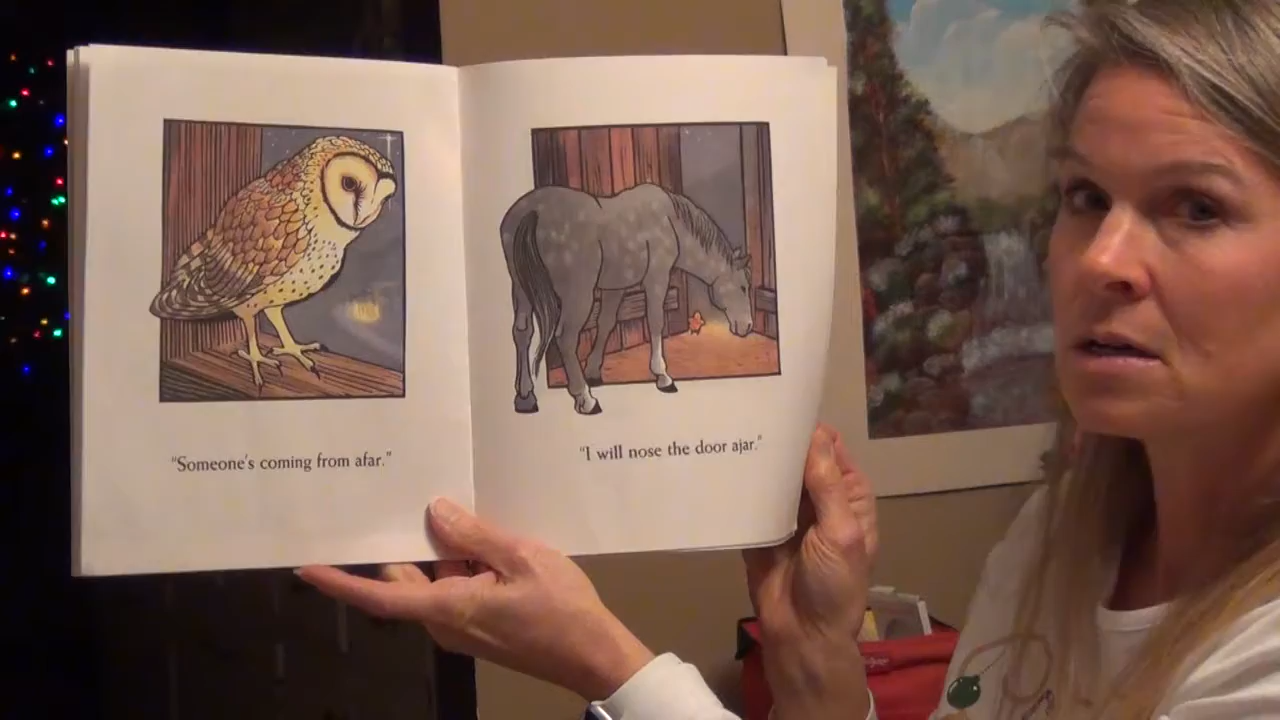 "Someone's coming from afar."
"I will nose the door ajar."